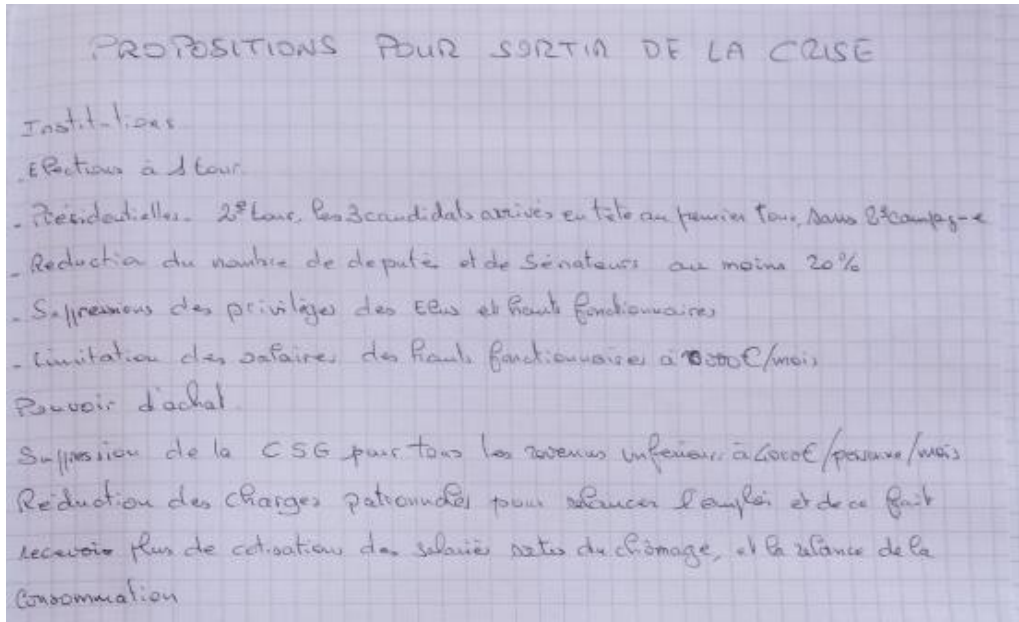 PROPOSITIONS POUR SORTIR DE LA CRISE
Institutions
Elections à 1 tour
- Présidentielles. 2e tour, les 3 candidats arrivés en tête au premier tour, sans 2e campagne
- Reduction du nombre de deputé et de Sénateurs au moins 20%
- Suppressions des privilèges des Elus et hauts fonctionnaires
- Limitation des salaires des hauts fonctionnaires à 10000€/mois
Pouvoir d'achat
Suppression de la CSG pour tous les revenus inferieurs à 4000€/personne/mois
Réduction des charges patronales pour relancer l'emploi et de ce fait
recevoir plus de cotisation des salariés sortis du chômage, et la relance de la
Consommation